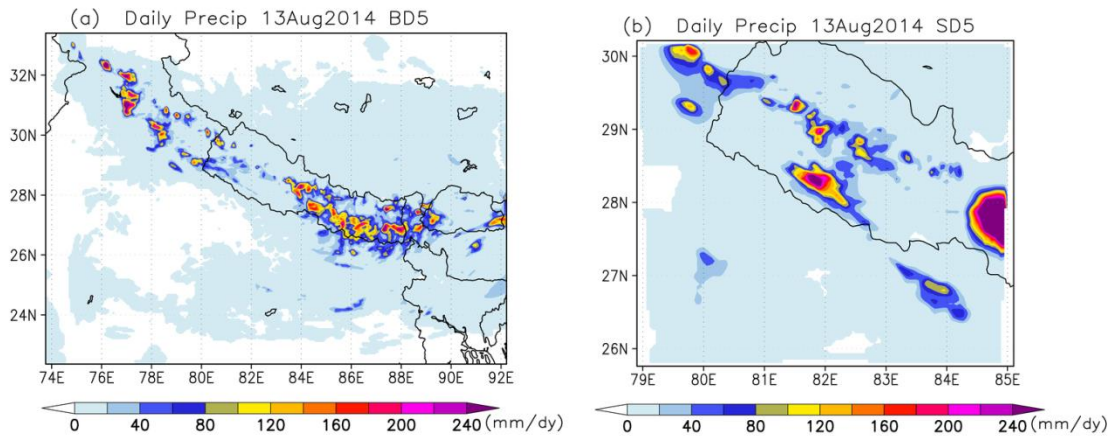 (a) Daily Precip 13Aug2014 BD5
32N
30N
28N
26N
24N
74E 76E 78E 80E 82E 84E 86E 88E 90E 92E
0 40 80 120 160 200 240 (mm/dy)
(b) Daily Precip 13Aug2014 SD5
30N
29N
28N
27N
26N
79E 80E 81E 82E 83E 84E 85E
0 40 80 120 160 200 240 (mm/dy)